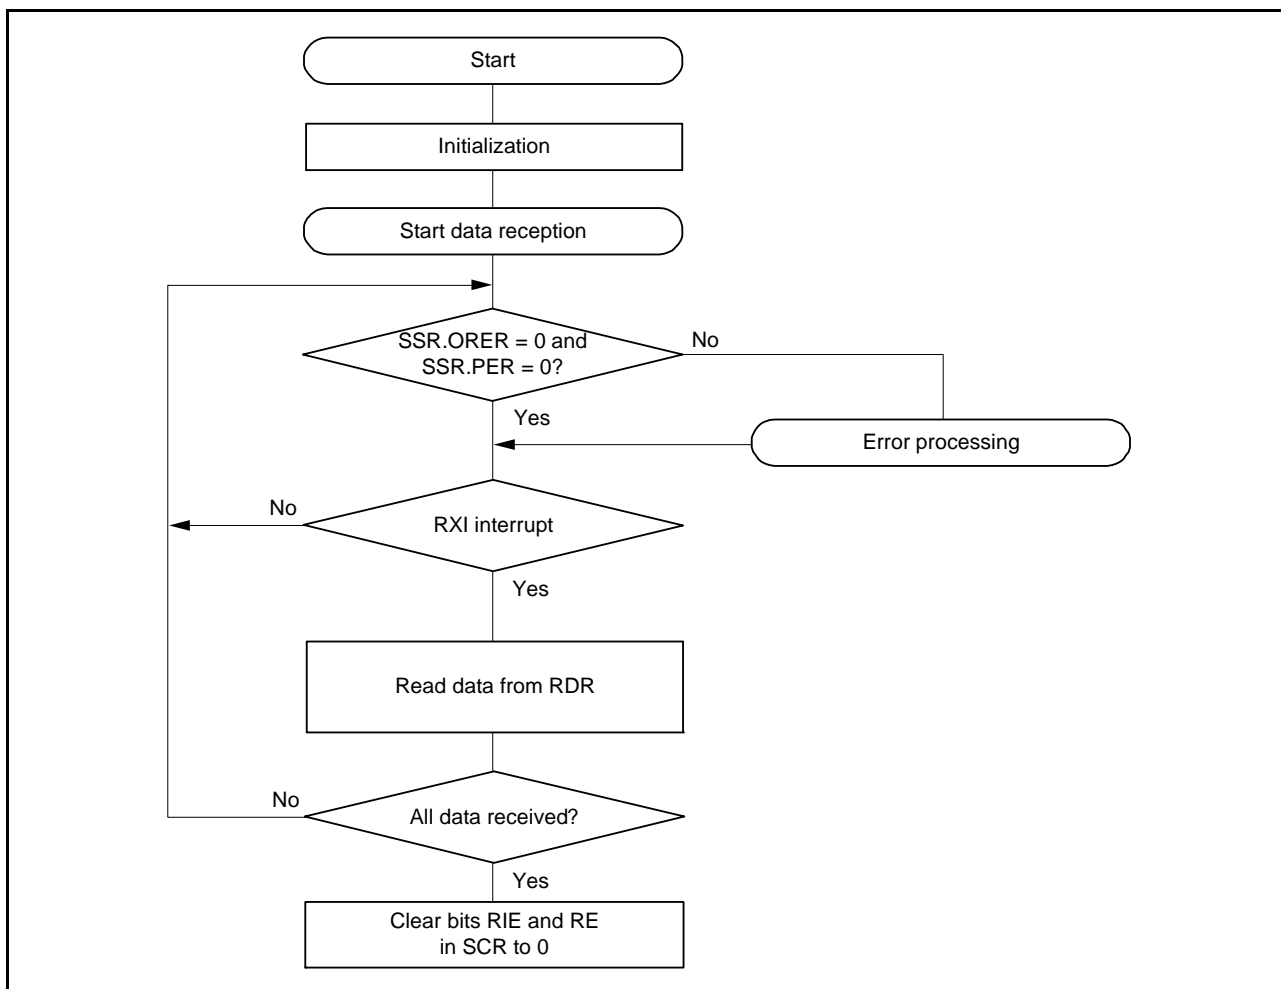 Start
Initialization
Start data reception
SSR.ORER = 0 and
SSR.PER = 0?
No
Yes
Error processing
No
RXI interrupt
Yes
Read data from RDR
No
All data received?
Yes
Clear bits RIE and RE
in SCR to 0